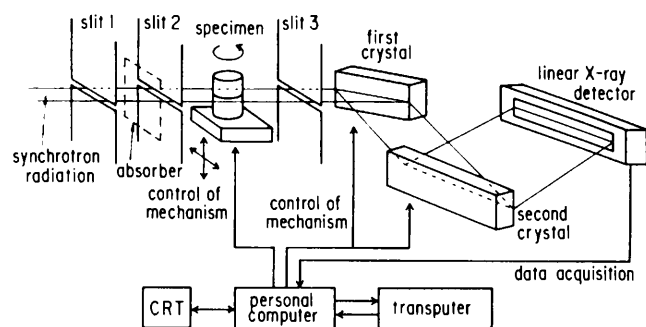 slit 1
slit 2
specimen
slit 3
first
crystal
linear X-ray
detector
synchrotron
radiation
absorber
control of
mechanism
control of
mechanism
second
crystal
data acquisition
CRT
personal
computer
transputer